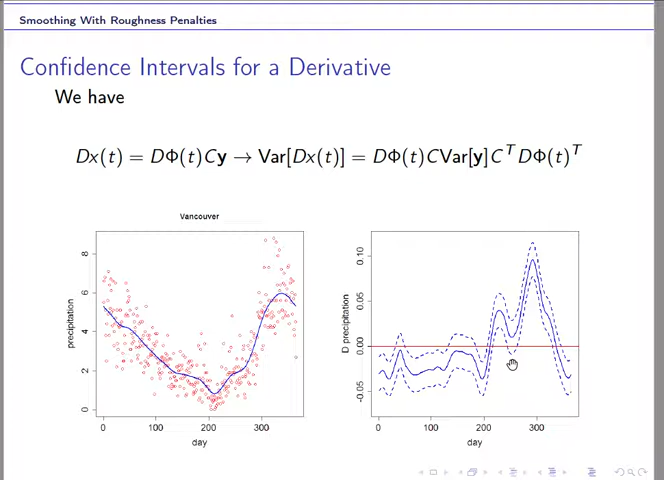 Smoothing With Roughness Penalties
Confidence Intervals for a Derivative
We have
Dx(t) = DΦ(t)Cy → Var[Dx(t)] = DΦ(t)CVar[y]CᵀDΦ(t)ᵀ
Vancouver
precipitation
8
6
4
2
0
0 100 200 300
day
D precipitation
0.10
0.05
0.00
-0.05
0 100 200 300
day